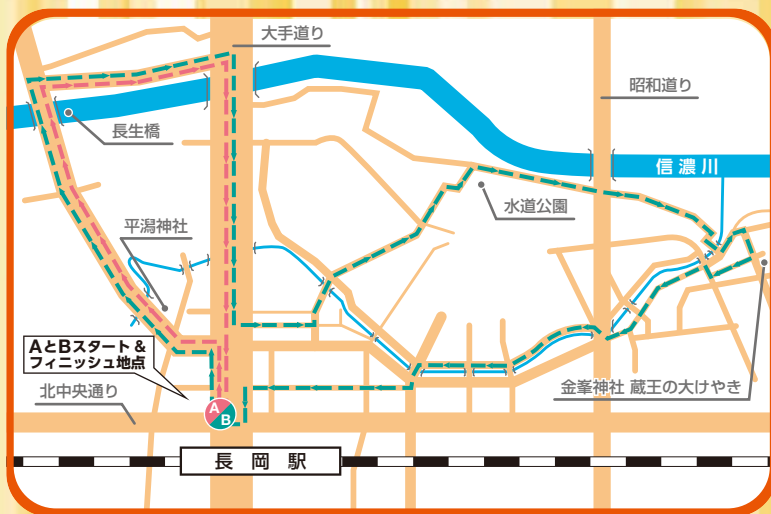 大手道り
昭和道り
長生橋
信濃川
水道公園
平潟神社
AとBスタート&
フィニッシュ地点
北中央通り
金峯神社 蔵王の大けやき
A
B
長岡駅